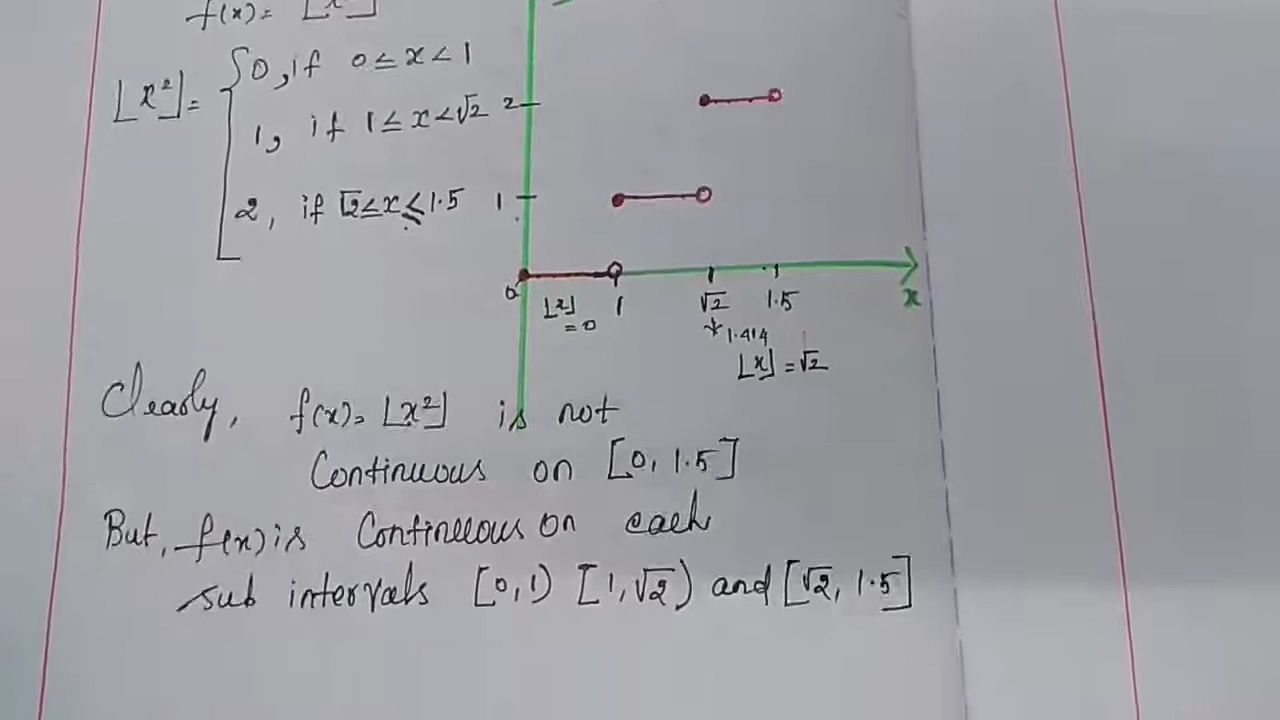 f(x) = ⌊x²⌋
⌊x²⌋ = { 0, if 0 ≤ x < 1
1, if 1 ≤ x < √2
2, if √2 ≤ x ≤ 1.5
2
1
0
⌊x⌋
= 0
1
√2
1.5
x
1.414
⌊x⌋ = √2
Clearly, f(x) = ⌊x²⌋ is not
Continuous on [0, 1.5]
But, f(x) is Continuous on each
sub intervals [0, 1) [1, √2) and [√2, 1.5]